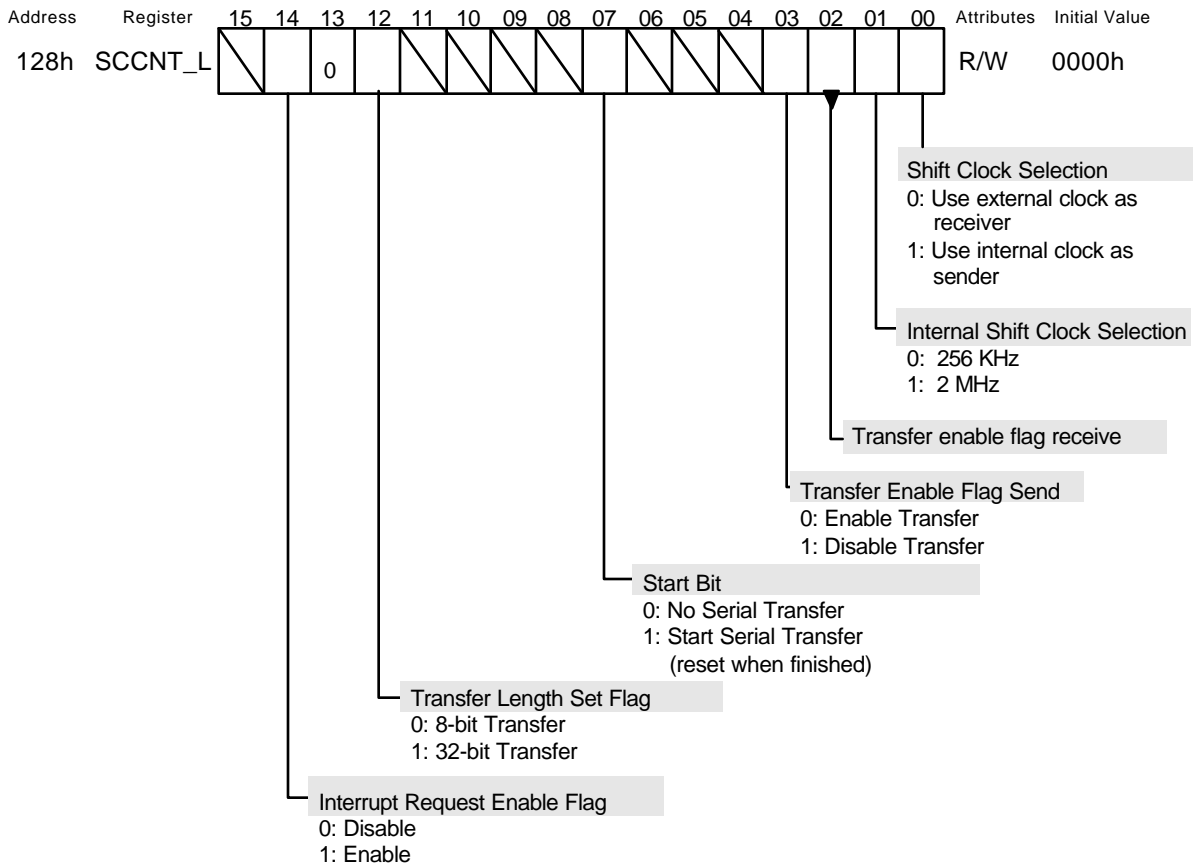 Address Register 15 14 13 12 11 10 09 08 07 06 05 04 03 02 01 00 Attributes Initial Value
128h SCCNT_L 0 R/W 0000h
Shift Clock Selection
0: Use external clock as
receiver
1: Use internal clock as
sender
Internal Shift Clock Selection
0: 256 KHz
1: 2 MHz
Transfer enable flag receive
Transfer Enable Flag Send
0: Enable Transfer
1: Disable Transfer
Start Bit
0: No Serial Transfer
1: Start Serial Transfer
(reset when finished)
Transfer Length Set Flag
0: 8-bit Transfer
1: 32-bit Transfer
Interrupt Request Enable Flag
0: Disable
1: Enable